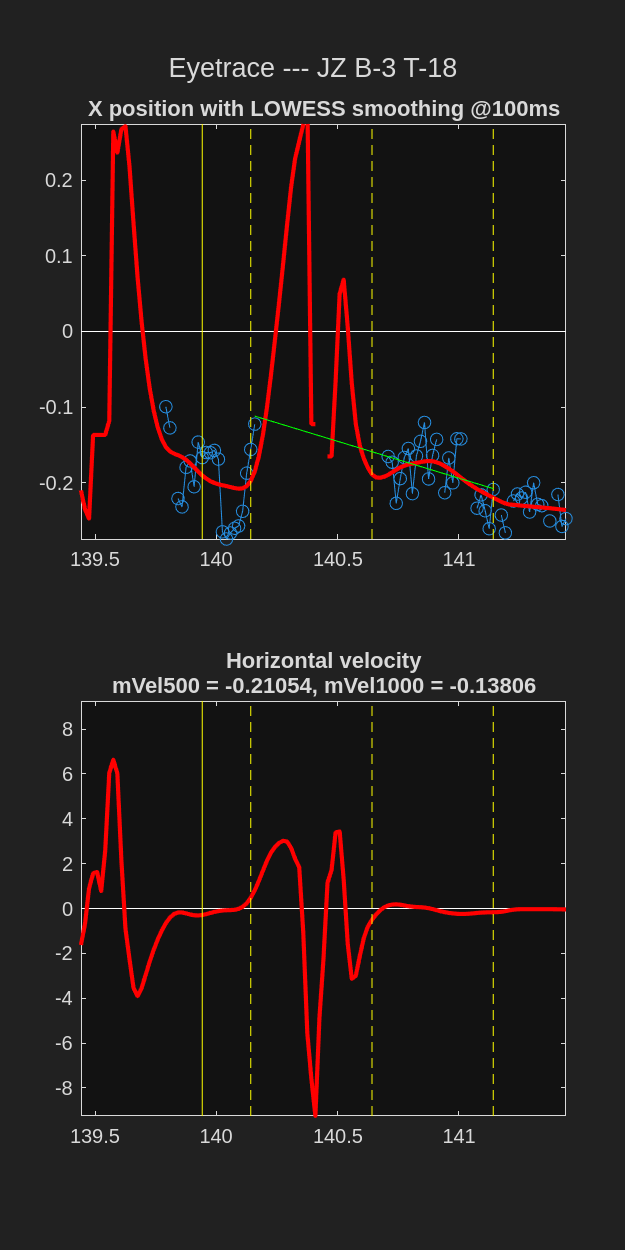 Eyetrace --- JZ B-3 T-18
X position with LOWESS smoothing @100ms
0.2
0.1
0
-0.1
-0.2
139.5 140 140.5 141
Horizontal velocity
mVel500 = -0.21054, mVel1000 = -0.13806
8
6
4
2
0
-2
-4
-6
-8
139.5 140 140.5 141